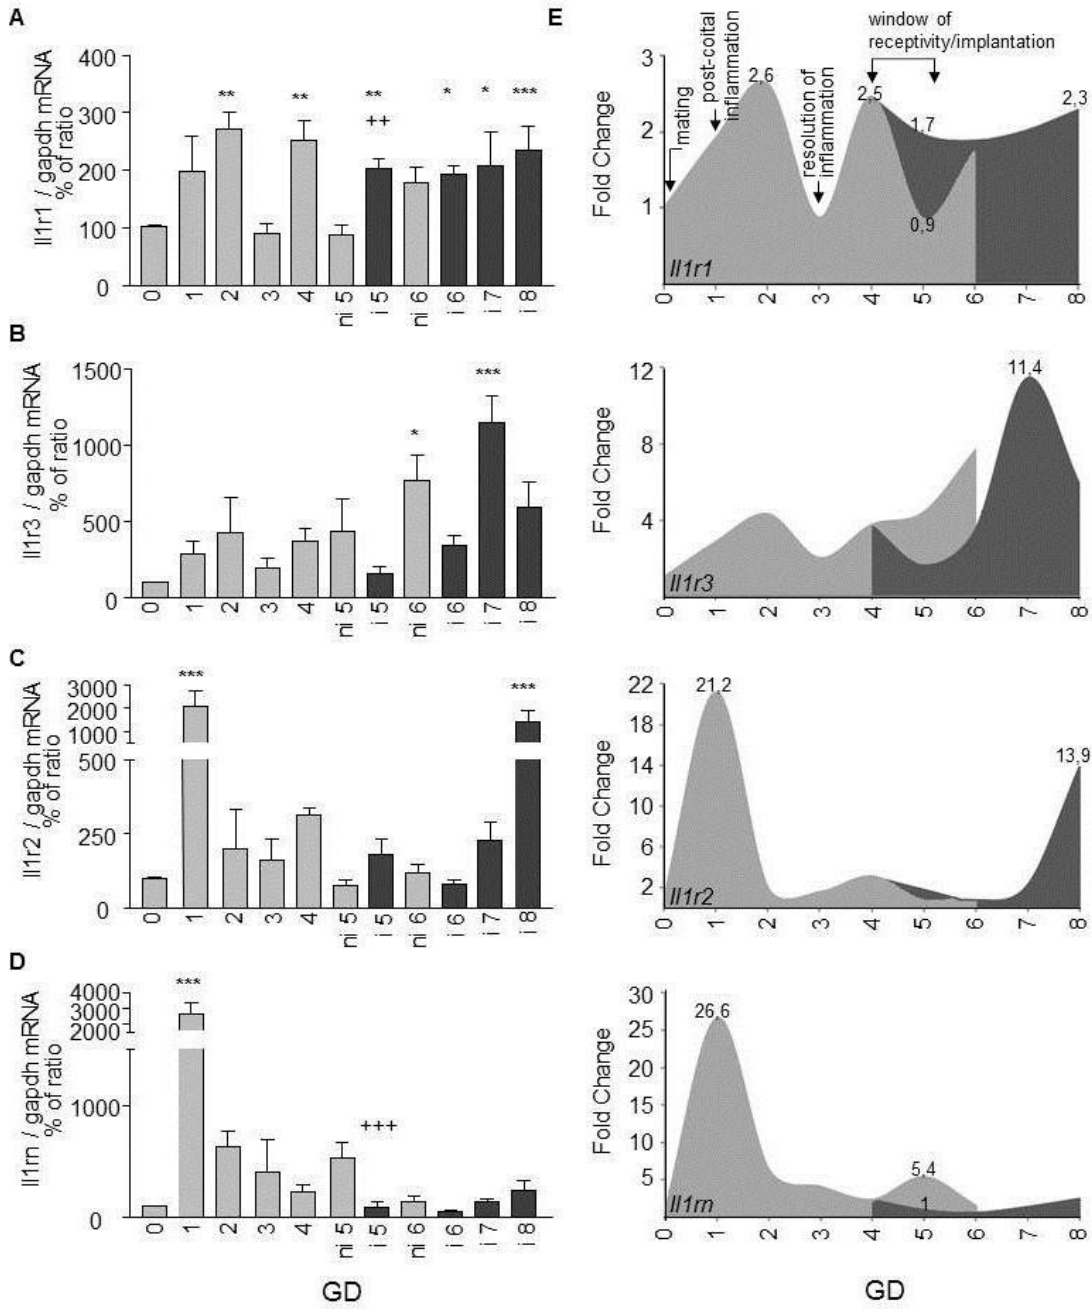 A
Il1r1 / gapdh mRNA
% of ratio
400
300
200
100
0
**
**
**
++
*
*
***
0
1
2
3
4
ni 5
i 5
ni 6
i 6
i 7
i 8
B
Il1r3 / gapdh mRNA
% of ratio
1500
1000
500
0
*
***
0
1
2
3
4
ni 5
i 5
ni 6
i 6
i 7
i 8
C
Il1r2 / gapdh mRNA
% of ratio
3000
2000
1000
500
250
0
***
***
0
1
2
3
4
ni 5
i 5
ni 6
i 6
i 7
i 8
D
Il1rn / gapdh mRNA
% of ratio
4000
3000
2000
1000
0
***
+++
0
1
2
3
4
ni 5
i 5
ni 6
i 6
i 7
i 8
GD
E
Fold Change
3
2
1
mating
post-coital
inflammation
resolution of
inflammation
window of
receptivity/implantation
2,6
2,5
1,7
0,9
2,3
Il1r1
0
1
2
3
4
5
6
7
8
Fold Change
12
8
4
11,4
Il1r3
0
1
2
3
4
5
6
7
8
Fold Change
22
18
14
10
6
2
21,2
13,9
Il1r2
0
1
2
3
4
5
6
7
8
Fold Change
30
25
20
15
10
5
26,6
5,4
1
Il1rn
0
1
2
3
4
5
6
7
8
GD